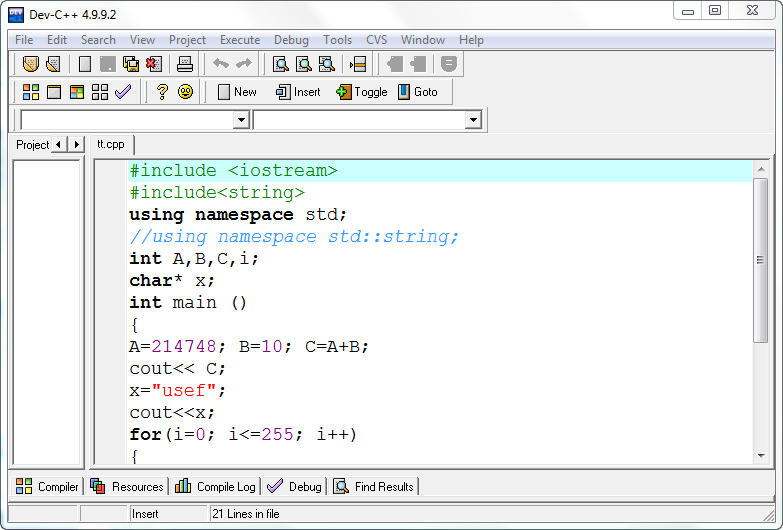 Dev-C++ 4.9.9.2
File Edit Search View Project Execute Debug Tools CVS Window Help
New Insert Toggle Goto
Project tt.cpp
#include <iostream>
#include<string>
using namespace std;
//using namespace std::string;
int A,B,C,i;
char* x;
int main ()
{
A=214748; B=10; C=A+B;
cout<< C;
x="usef";
cout<<x;
for(i=0; i<=255; i++)
{
Compiler Resources Compile Log Debug Find Results
Insert 21 Lines in file